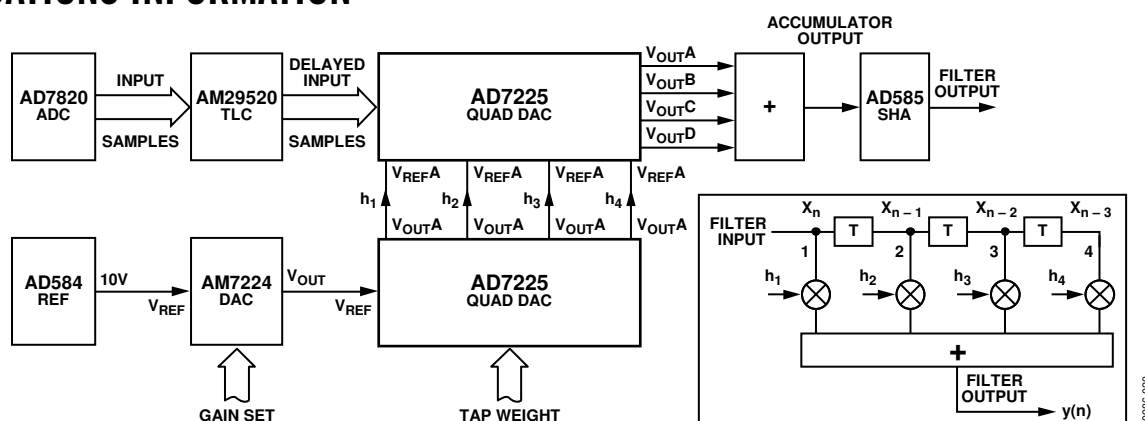 CATIONS INFORMATION
AD7820
ADC
INPUT
SAMPLES
AM29520
TLC
DELAYED
INPUT
SAMPLES
AD7225
QUAD DAC
VOUTA
VOUTB
VOUTC
VOUTD
+
ACCUMULATOR
OUTPUT
AD585
SHA
FILTER
OUTPUT
h1 VREFA
h2 VREFA
h3 VREFA
h4 VREFA
VOUTA VOUTA VOUTA VOUTA
AD584
REF
10V
VREF
AM7224
DAC
VOUT
VREF
AD7225
QUAD DAC
GAIN SET
TAP WEIGHT
FILTER
INPUT
Xn Xn – 1 Xn – 2 Xn – 3
T T T
1 2 3 4
h1 h2 h3 h4
+
FILTER
OUTPUT
y(n)